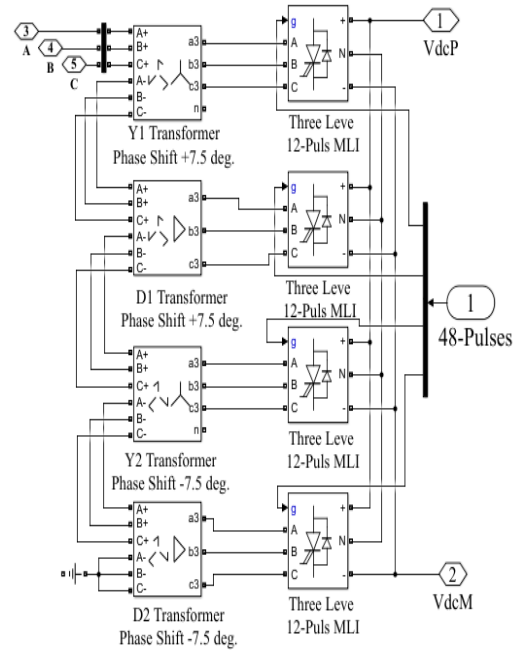 3
A
4
B
5
C
A+
B+
C+
A-
B-
C-
a3
b3
c3
n
Y1 Transformer
Phase Shift +7.5 deg.
g
A
B
C
+
N
-
Three Leve
12-Puls MLI
1
VdcP
A+
B+
C+
A-
B-
C-
a3
b3
c3
D1 Transformer
Phase Shift +7.5 deg.
g
A
B
C
+
N
-
Three Leve
12-Puls MLI
1
48-Pulses
A+
B+
C+
A-
B-
C-
a3
b3
c3
n
Y2 Transformer
Phase Shift -7.5 deg.
g
A
B
C
+
N
-
Three Leve
12-Puls MLI
A+
B+
C+
A-
B-
C-
a3
b3
c3
D2 Transformer
Phase Shift -7.5 deg.
g
A
B
C
+
N
-
Three Leve
12-Puls MLI
2
VdcM